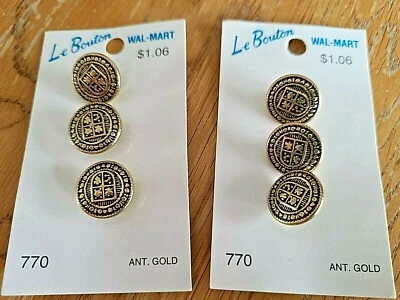 Le Bouton WAL-MART
$1.06
770 ANT. GOLD
Le Bouton WAL-MART
$1.06
770 ANT. GOLD